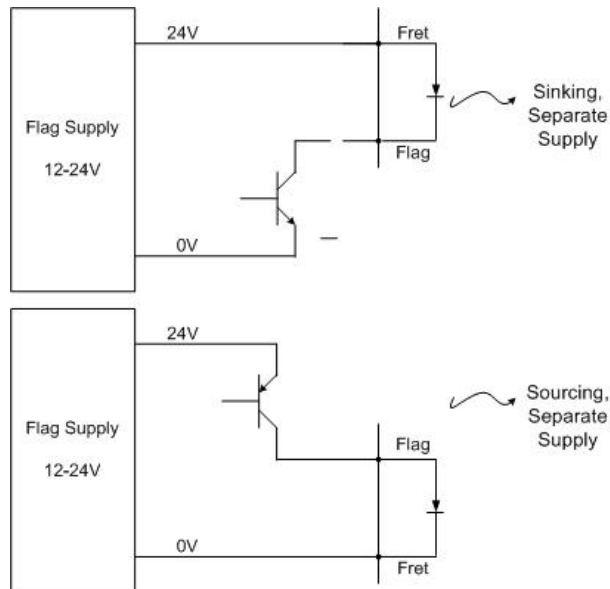 24V
Fret
Flag Supply
12-24V
Sinking,
Separate
Supply
Flag
0V
24V
Flag Supply
12-24V
Sourcing,
Separate
Supply
Flag
0V
Fret